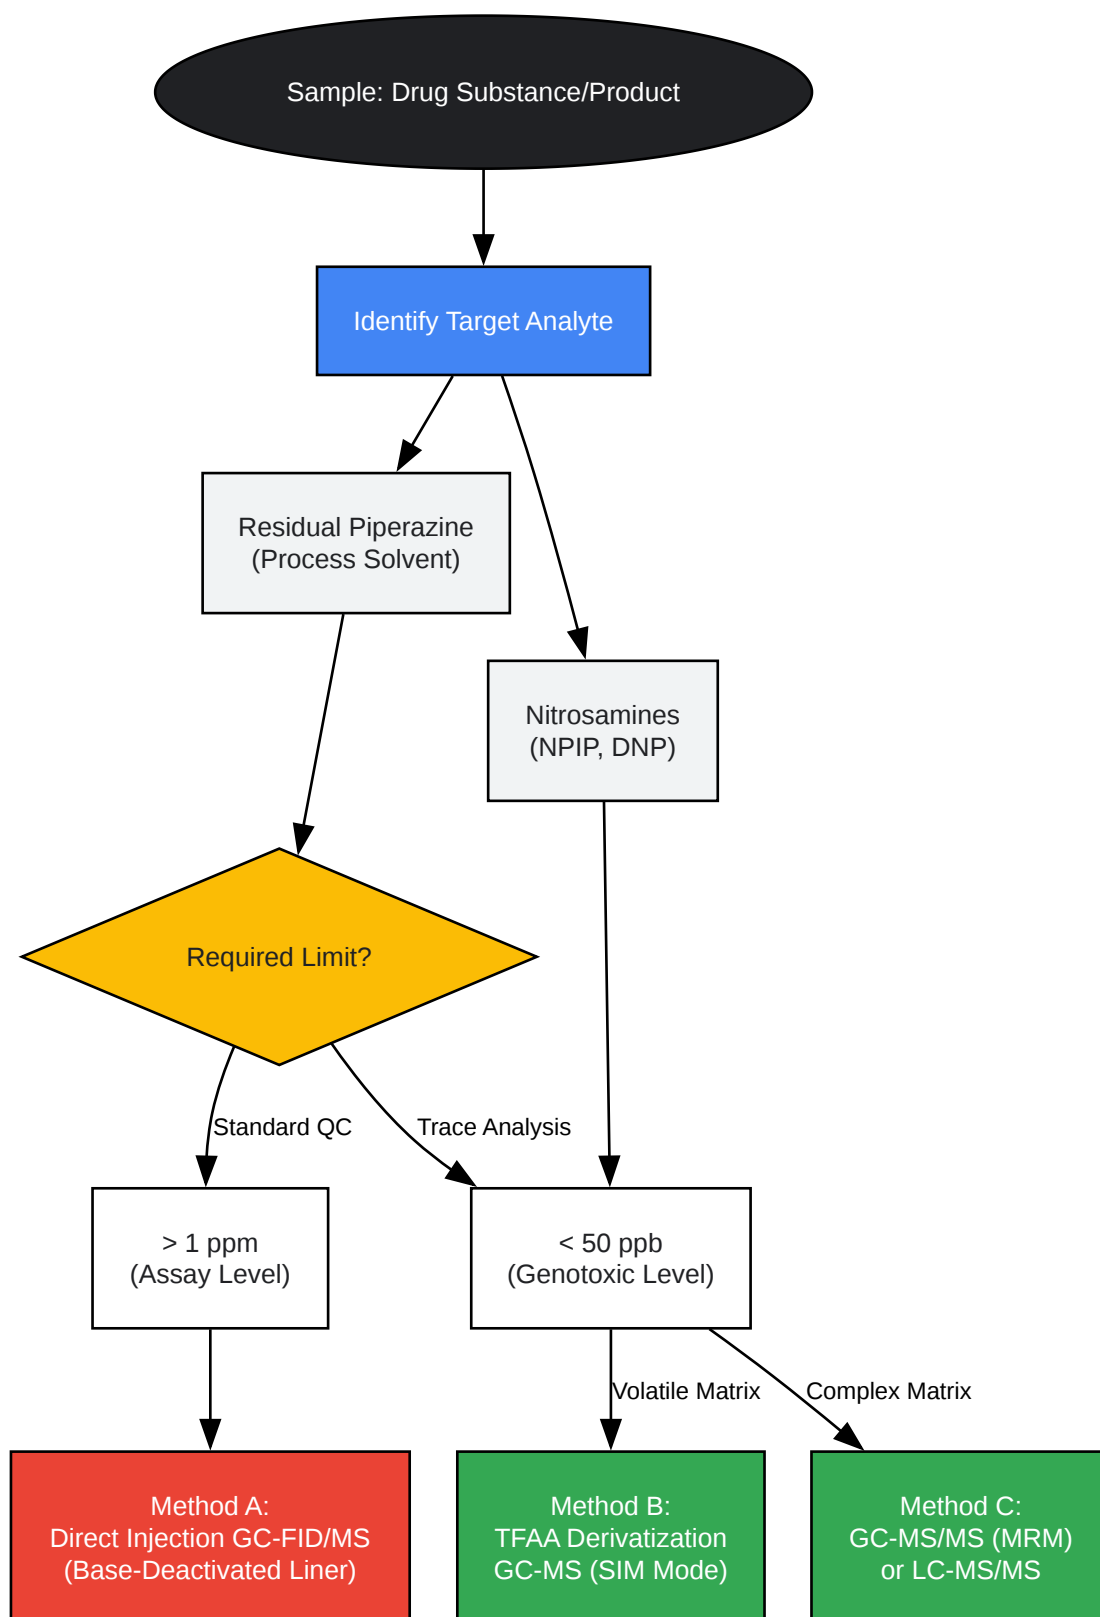 Sample: Drug Substance/Product
Identify Target Analyte
Residual Piperazine
(Process Solvent)
Nitrosamines
(NPIP, DNP)
Required Limit?
Standard QC
Trace Analysis
> 1 ppm
(Assay Level)
< 50 ppb
(Genotoxic Level)
Volatile Matrix
Complex Matrix
Method A:
Direct Injection GC-FID/MS
(Base-Deactivated Liner)
Method B:
TFAA Derivatization
GC-MS (SIM Mode)
Method C:
GC-MS/MS (MRM)
or LC-MS/MS